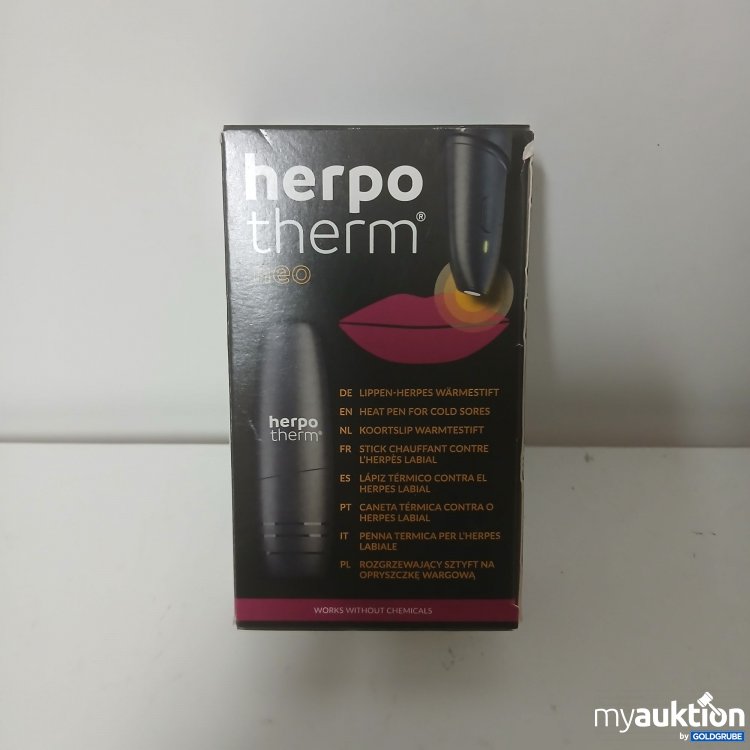 herpo
therm®
neo
herpo
therm®
DE LIPPEN-HERPES WÄRMESTIFT
EN HEAT PEN FOR COLD SORES
NL KOORTSLIP WARMTESTIFT
FR STICK CHAUFFANT CONTRE
L'HERPÈS LABIAL
ES LÁPIZ TÉRMICO CONTRA EL
HERPES LABIAL
PT CANETA TÉRMICA CONTRA O
HERPES LABIAL
IT PENNA TERMICA PER L'HERPES
LABIALE
PL ROZGRZEWAJĄCY SZTYFT NA
OPRYSZCZKĘ WARGOWĄ
WORKS WITHOUT CHEMICALS
myauktion
by GOLDGRUBE